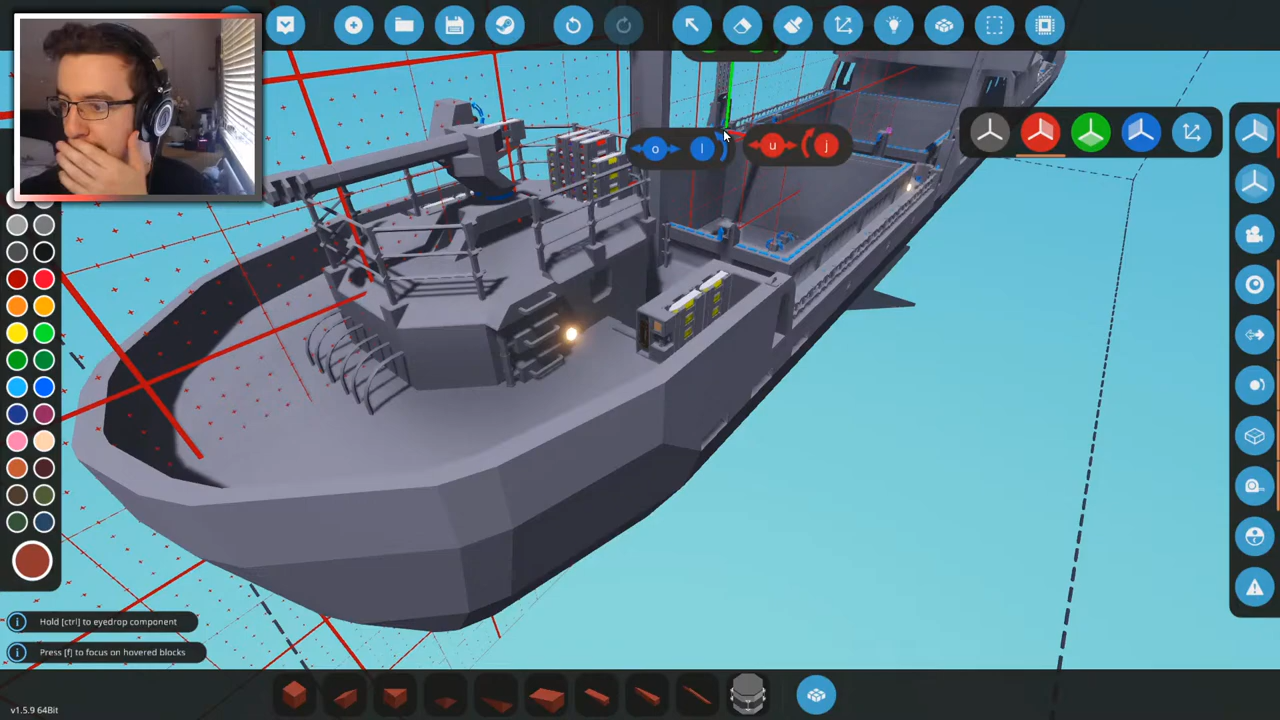 o l u j
Hold [ctrl] to eyedrop component
Press [f] to focus on hovered blocks
v1.5.9 64Bit